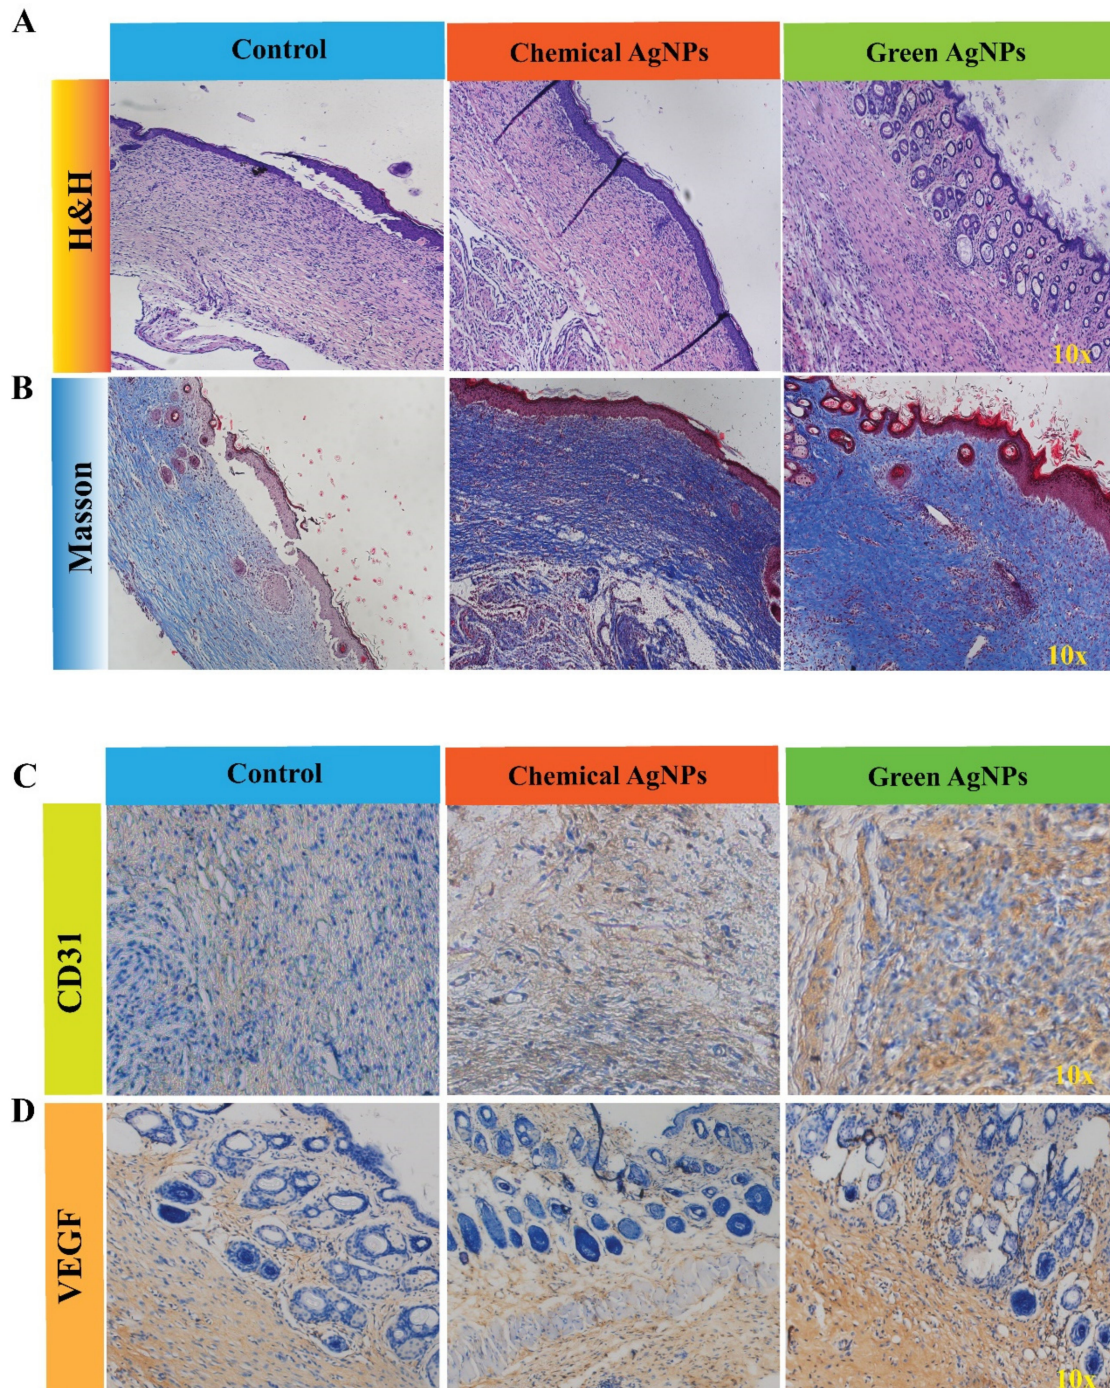 A
Control
Chemical AgNPs
Green AgNPs
H&H
10x
B
Masson
10x
C
Control
Chemical AgNPs
Green AgNPs
CD31
10x
D
VEGF
10x